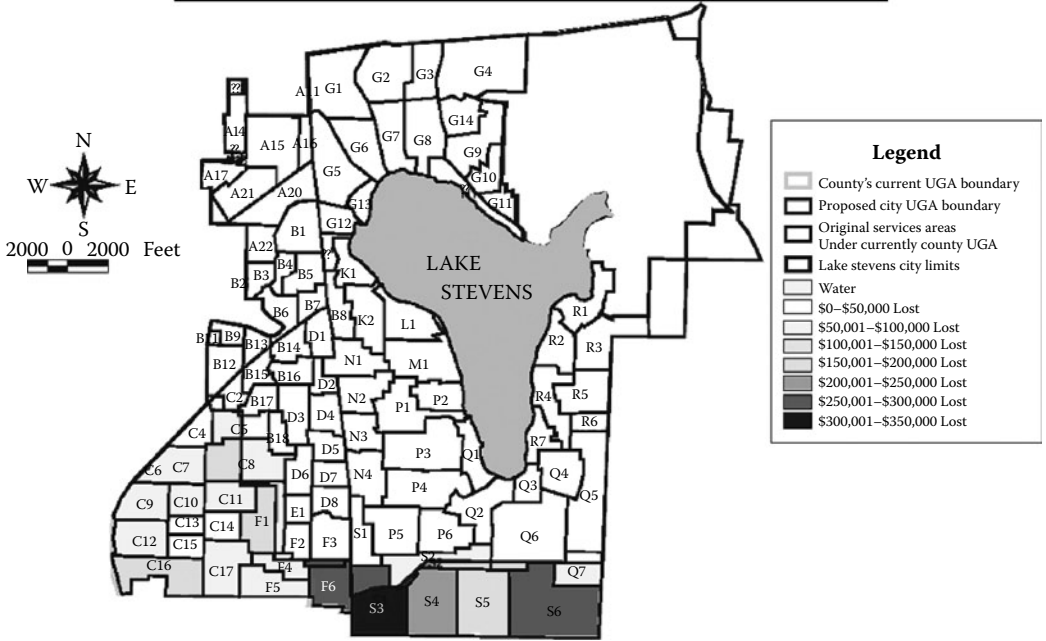 G1
G2
G3
G4
A11
??
A14
??
A15
A16
G6
G7
G8
G14
G9
G10
G11
G5
G13
G12
A17
A21
A20
N
W E
S
2000 0 2000 Feet
B1
A22
??
B4
B5
B3
B2
K1
B6
B7
B8
K2
L1
LAKE
STEVENS
R1
R2
R3
B11
B9
B13
B14
D1
B12
B15
B16
N1
M1
D2
C2
B17
N2
P1
P2
R4
R5
R6
C4
C5
B18
D3
D4
N3
D5
P3
Q1
R7
C6
C7
C8
D6
D7
N4
P4
Q3
Q4
Q5
C9
C10
C11
E1
D8
Q2
C13
C14
F1
C12
C15
F2
F3
S1
P5
P6
Q6
S2
C16
C17
F4
F5
F6
Q7
S3
S4
S5
S6
Legend
County's current UGA boundary
Proposed city UGA boundary
Original services areas
Under currently county UGA
Lake stevens city limits
Water
$0–$50,000 Lost
$50,001–$100,000 Lost
$100,001–$150,000 Lost
$150,001–$200,000 Lost
$200,001–$250,000 Lost
$250,001–$300,000 Lost
$300,001–$350,000 Lost